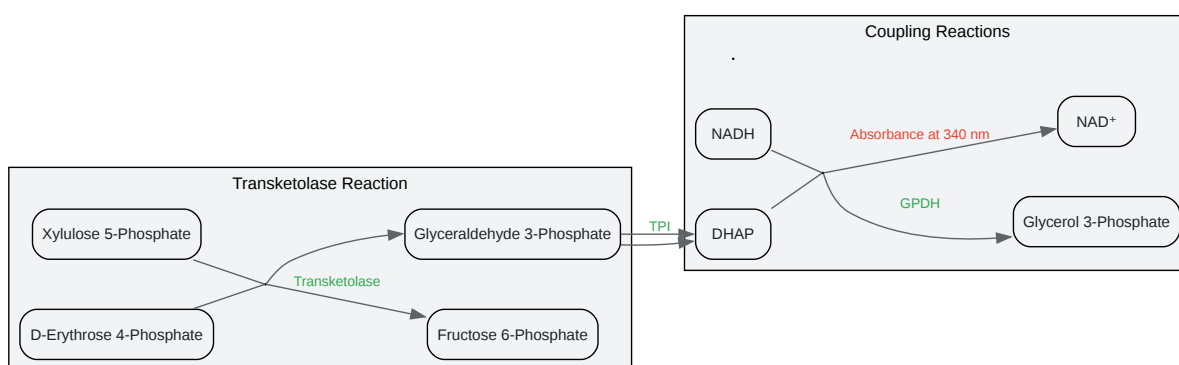 Coupling Reactions
NADH
Absorbance at 340 nm
NAD⁺
Transketolase Reaction
Xylulose 5-Phosphate
Glyceraldehyde 3-Phosphate
TPI
DHAP
GPDH
Glycerol 3-Phosphate
Transketolase
D-Erythrose 4-Phosphate
Fructose 6-Phosphate